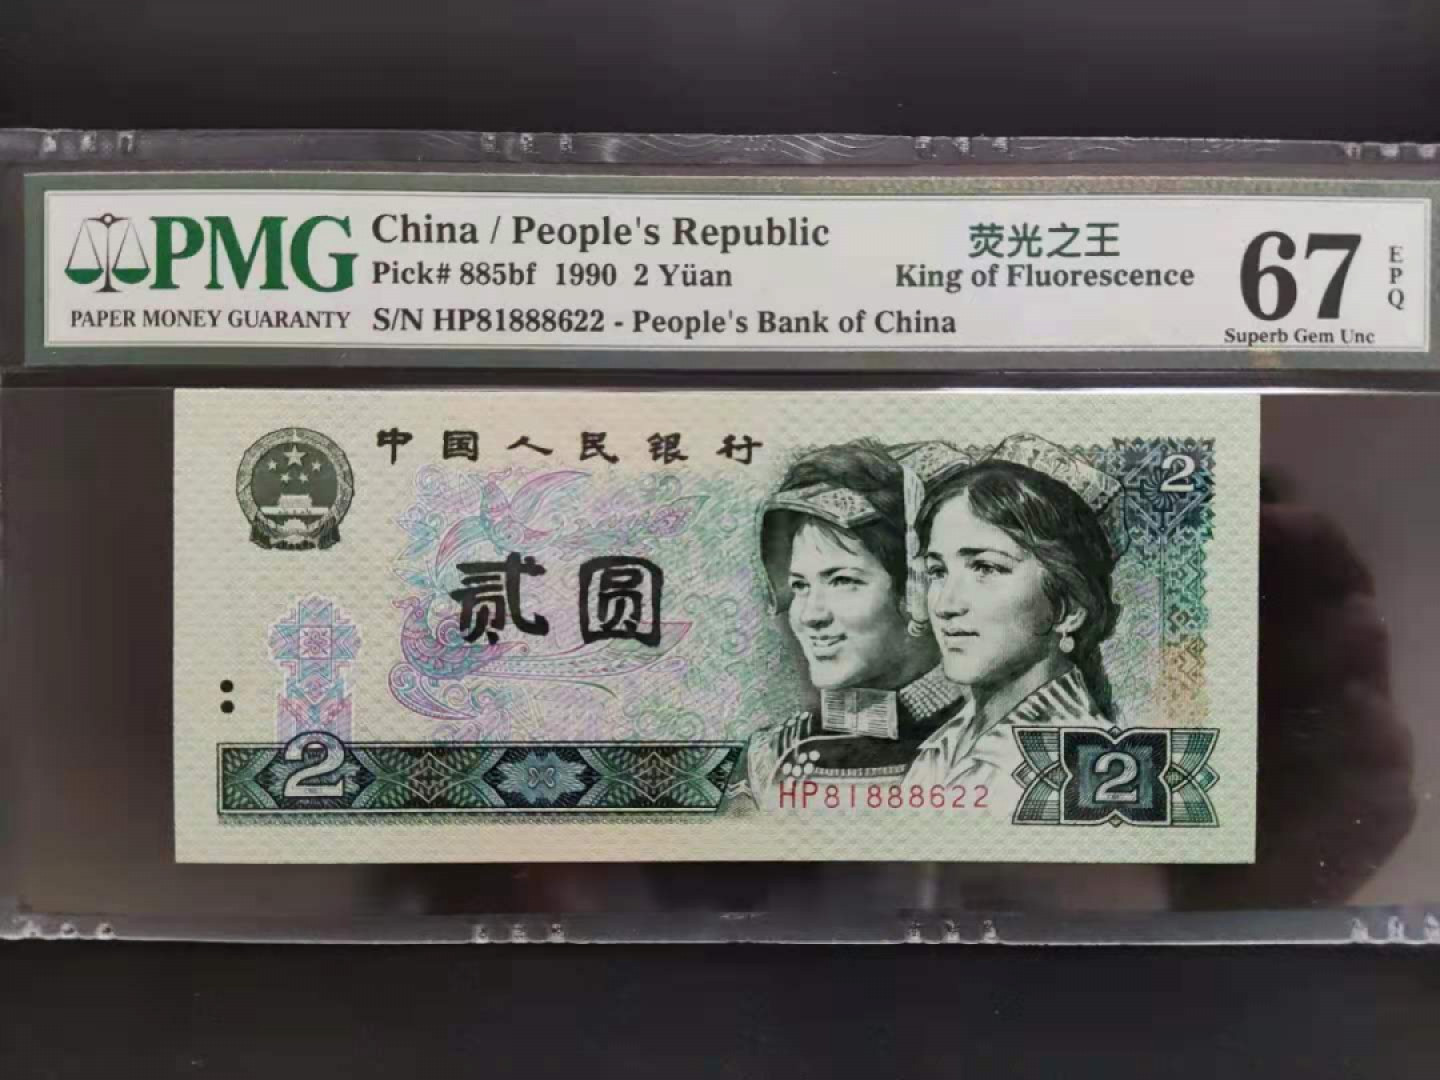 PMG
PAPER MONEY GUARANTY
China / People's Republic
Pick# 885bf 1990 2 Yüan
S/N HP81888622 - People's Bank of China
荧光之王
King of Fluorescence
67
EPQ
Superb Gem Unc
中国人民银行
2
贰圆
2
2
HP81888622